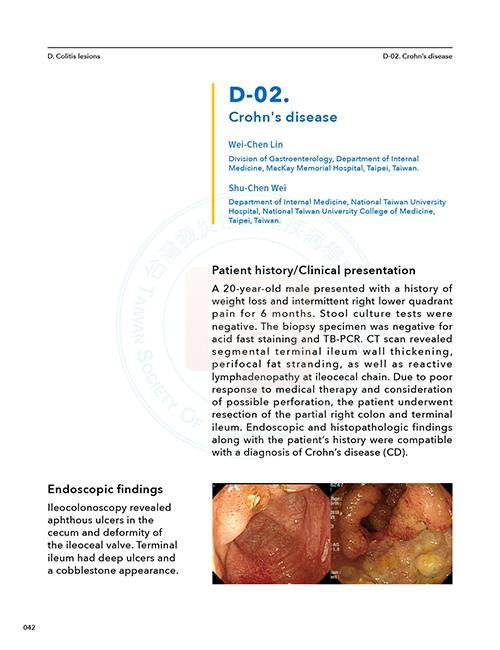 D. Colitis lesions
D-02. Crohn's disease
D-02.
Crohn's disease
Wei-Chen Lin
Division of Gastroenterology, Department of Internal
Medicine, MacKay Memorial Hospital, Taipei, Taiwan.
Shu-Chen Wei
Department of Internal Medicine, National Taiwan University
Hospital, National Taiwan University College of Medicine,
Taipei, Taiwan.
Patient history/Clinical presentation
A 20-year-old male presented with a history of
weight loss and intermittent right lower quadrant
pain for 6 months. Stool culture tests were
negative. The biopsy specimen was negative for
acid fast staining and TB-PCR. CT scan revealed
segmental terminal ileum wall thickening,
perifocal fat stranding, as well as reactive
lymphadenopathy at ileocecal chain. Due to poor
response to medical therapy and consideration
of possible perforation, the patient underwent
resection of the partial right colon and terminal
ileum. Endoscopic and histopathologic findings
along with the patient's history were compatible
with a diagnosis of Crohn's disease (CD).
Endoscopic findings
Ileocolonoscopy revealed
aphthous ulcers in the
cecum and deformity of
the ileoceal valve. Terminal
ileum had deep ulcers and
a cobblestone appearance.
042
TAIWAN SOCIETY OF